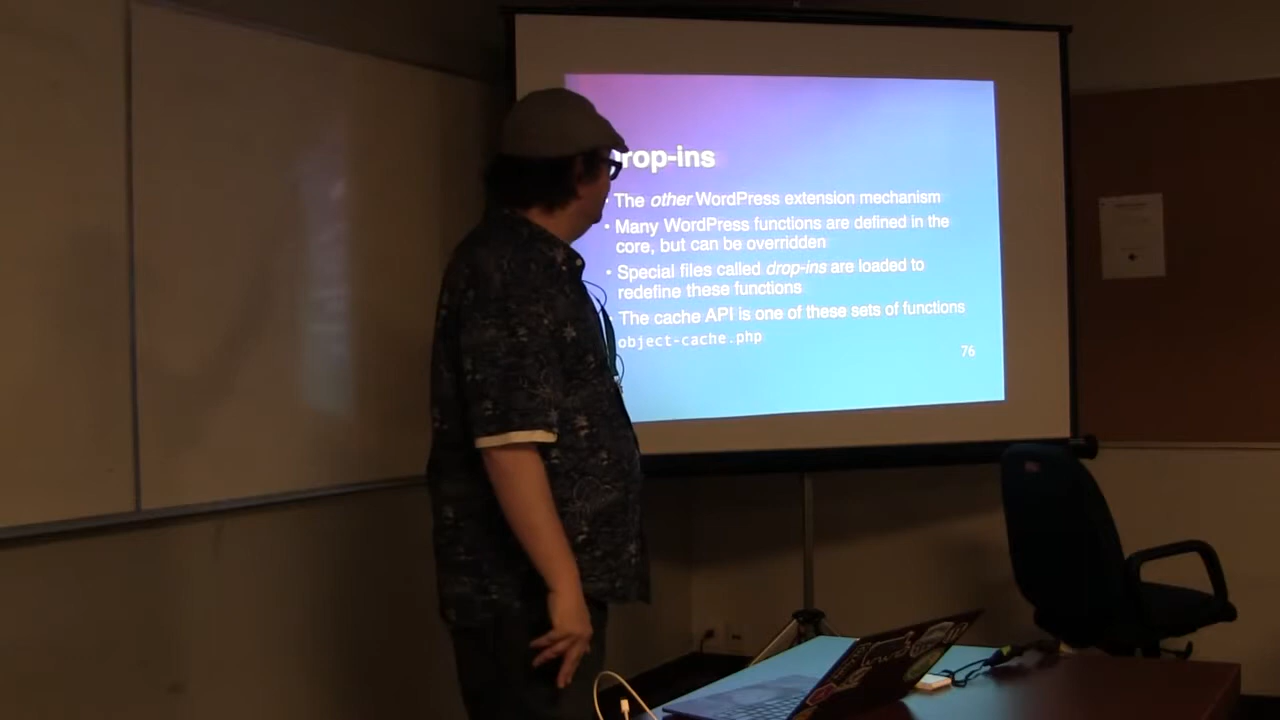 rop-ins
• The other WordPress extension mechanism
• Many WordPress functions are defined in the
core, but can be overridden
• Special files called drop-ins are loaded to
redefine these functions
• The cache API is one of these sets of functions
object-cache.php
76